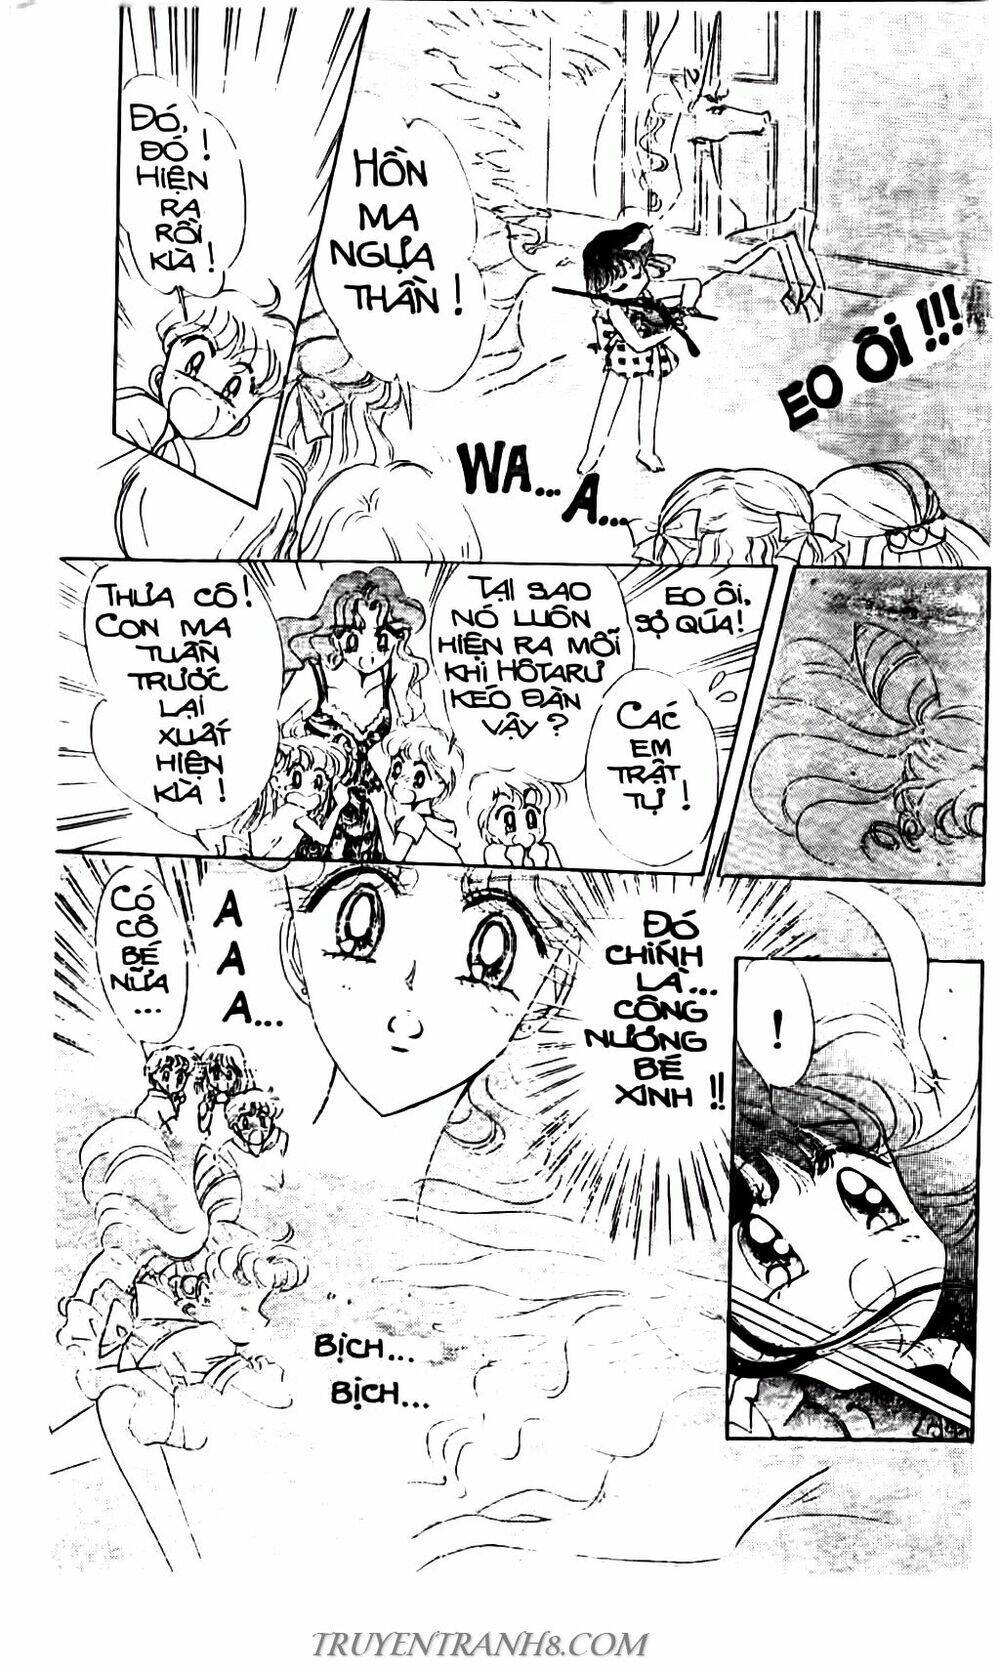 ĐÓ,
ĐÓ!
HIỆN
RA
RỒI
KÌA!
HỒN
MA
NGỰA
THẦN!
EO ÔI!!!
WA... A...
THƯA CÔ!
CON MA
TUẦN
TRƯỚC
LẠI
XUẤT
HIỆN
KÌA!
TẠI SAO
NÓ LUÔN
HIỆN RA MỖI
KHI HÔTARƯ
KÉO ĐÀN
VẬY?
EO ÔI,
SỢ QÚA!
CÁC
EM
TRẬT
TỰ!
CÓ
CÔ
BÉ
NỮA
...
A
A
A...
ĐÓ
CHÍNH
LÀ...
CÔNG
NƯƠNG
BÉ
XINH!!
!
BỊCH...
BỊCH...
TRUYENTRANH8.COM